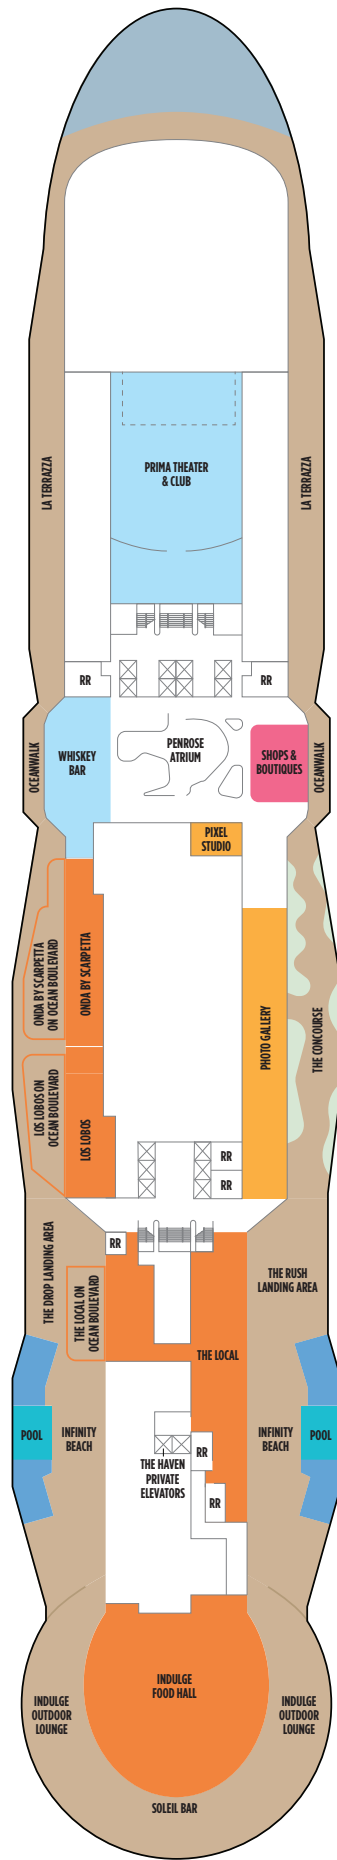 LA TERRAZZA
LA TERRAZZA
PRIMA THEATER
& CLUB
RR
RR
OCEANWALK
WHISKEY
BAR
PENROSE
ATRIUM
SHOPS &
BOUTIQUES
OCEANWALK
PIXEL
STUDIO
ONDA BY SCARPETTA
ON OCEAN BOULEVARD
ONDA BY SCARPETTA
PHOTO GALLERY
THE CONCOURSE
LOS LOBOS ON
OCEAN BOULEVARD
LOS LOBOS
RR
RR
THE DROP LANDING AREA
RR
THE LOCAL ON
OCEAN BOULEVARD
THE RUSH
LANDING AREA
THE LOCAL
POOL
INFINITY
BEACH
THE HAVEN
PRIVATE
ELEVATORS
RR
RR
INFINITY
BEACH
POOL
INDULGE
FOOD HALL
INDULGE
OUTDOOR
LOUNGE
INDULGE
OUTDOOR
LOUNGE
SOLEIL BAR